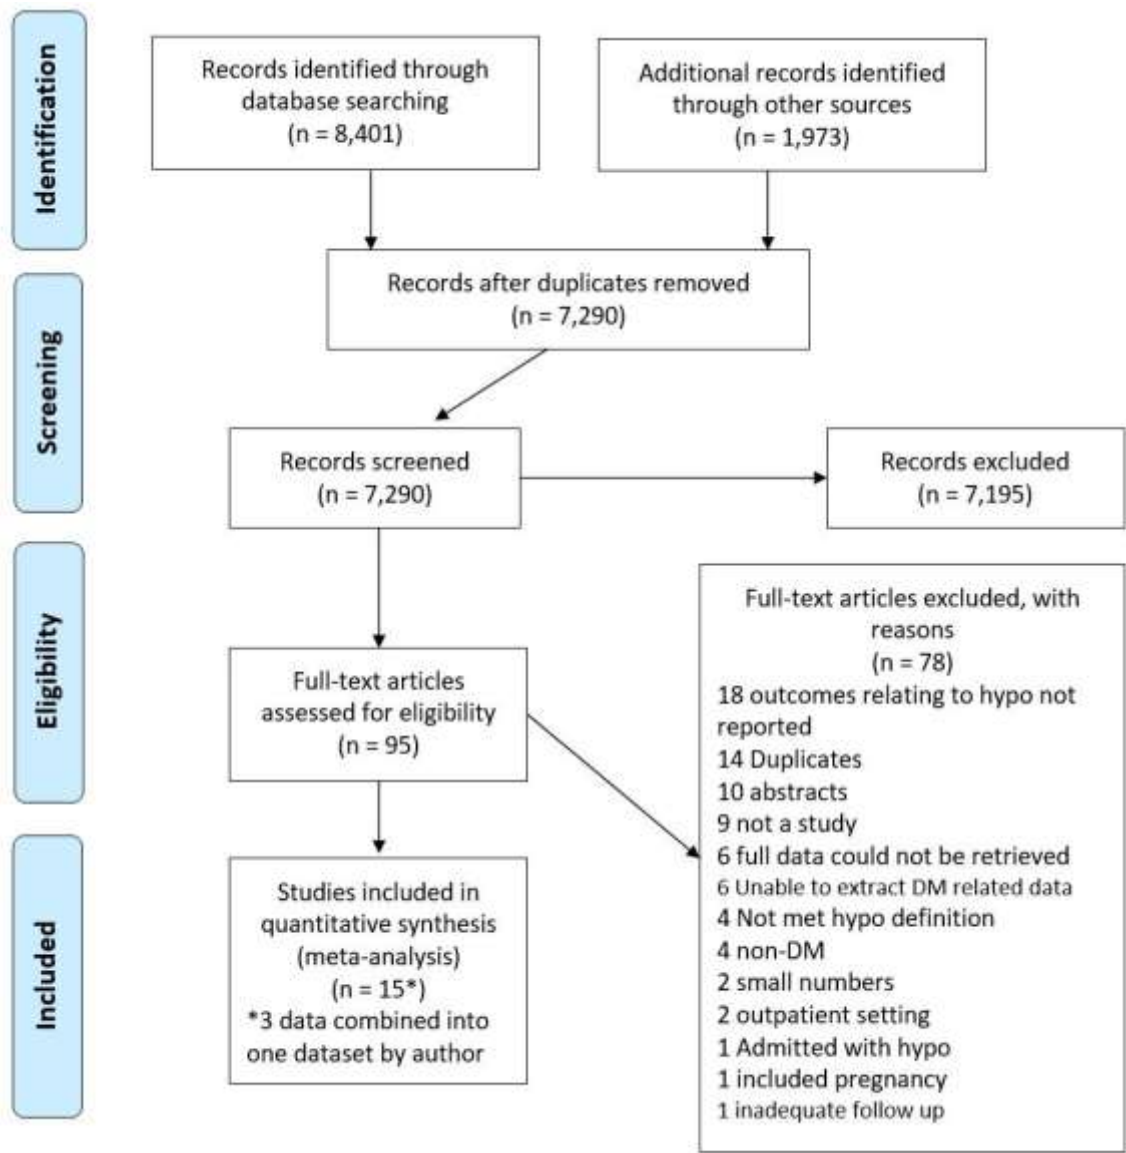 Identification
Records identified through
database searching
(n = 8,401)
Additional records identified
through other sources
(n = 1,973)
Records after duplicates removed
(n = 7,290)
Screening
Records screened
(n = 7,290)
Records excluded
(n = 7,195)
Eligibility
Full-text articles
assessed for eligibility
(n = 95)
Full-text articles excluded, with
reasons
(n = 78)
18 outcomes relating to hypo not
reported
14 Duplicates
10 abstracts
9 not a study
6 full data could not be retrieved
6 Unable to extract DM related data
4 Not met hypo definition
4 non-DM
2 small numbers
2 outpatient setting
1 Admitted with hypo
1 included pregnancy
1 inadequate follow up
Included
Studies included in
quantitative synthesis
(meta-analysis)
(n = 15*)
*3 data combined into
one dataset by author